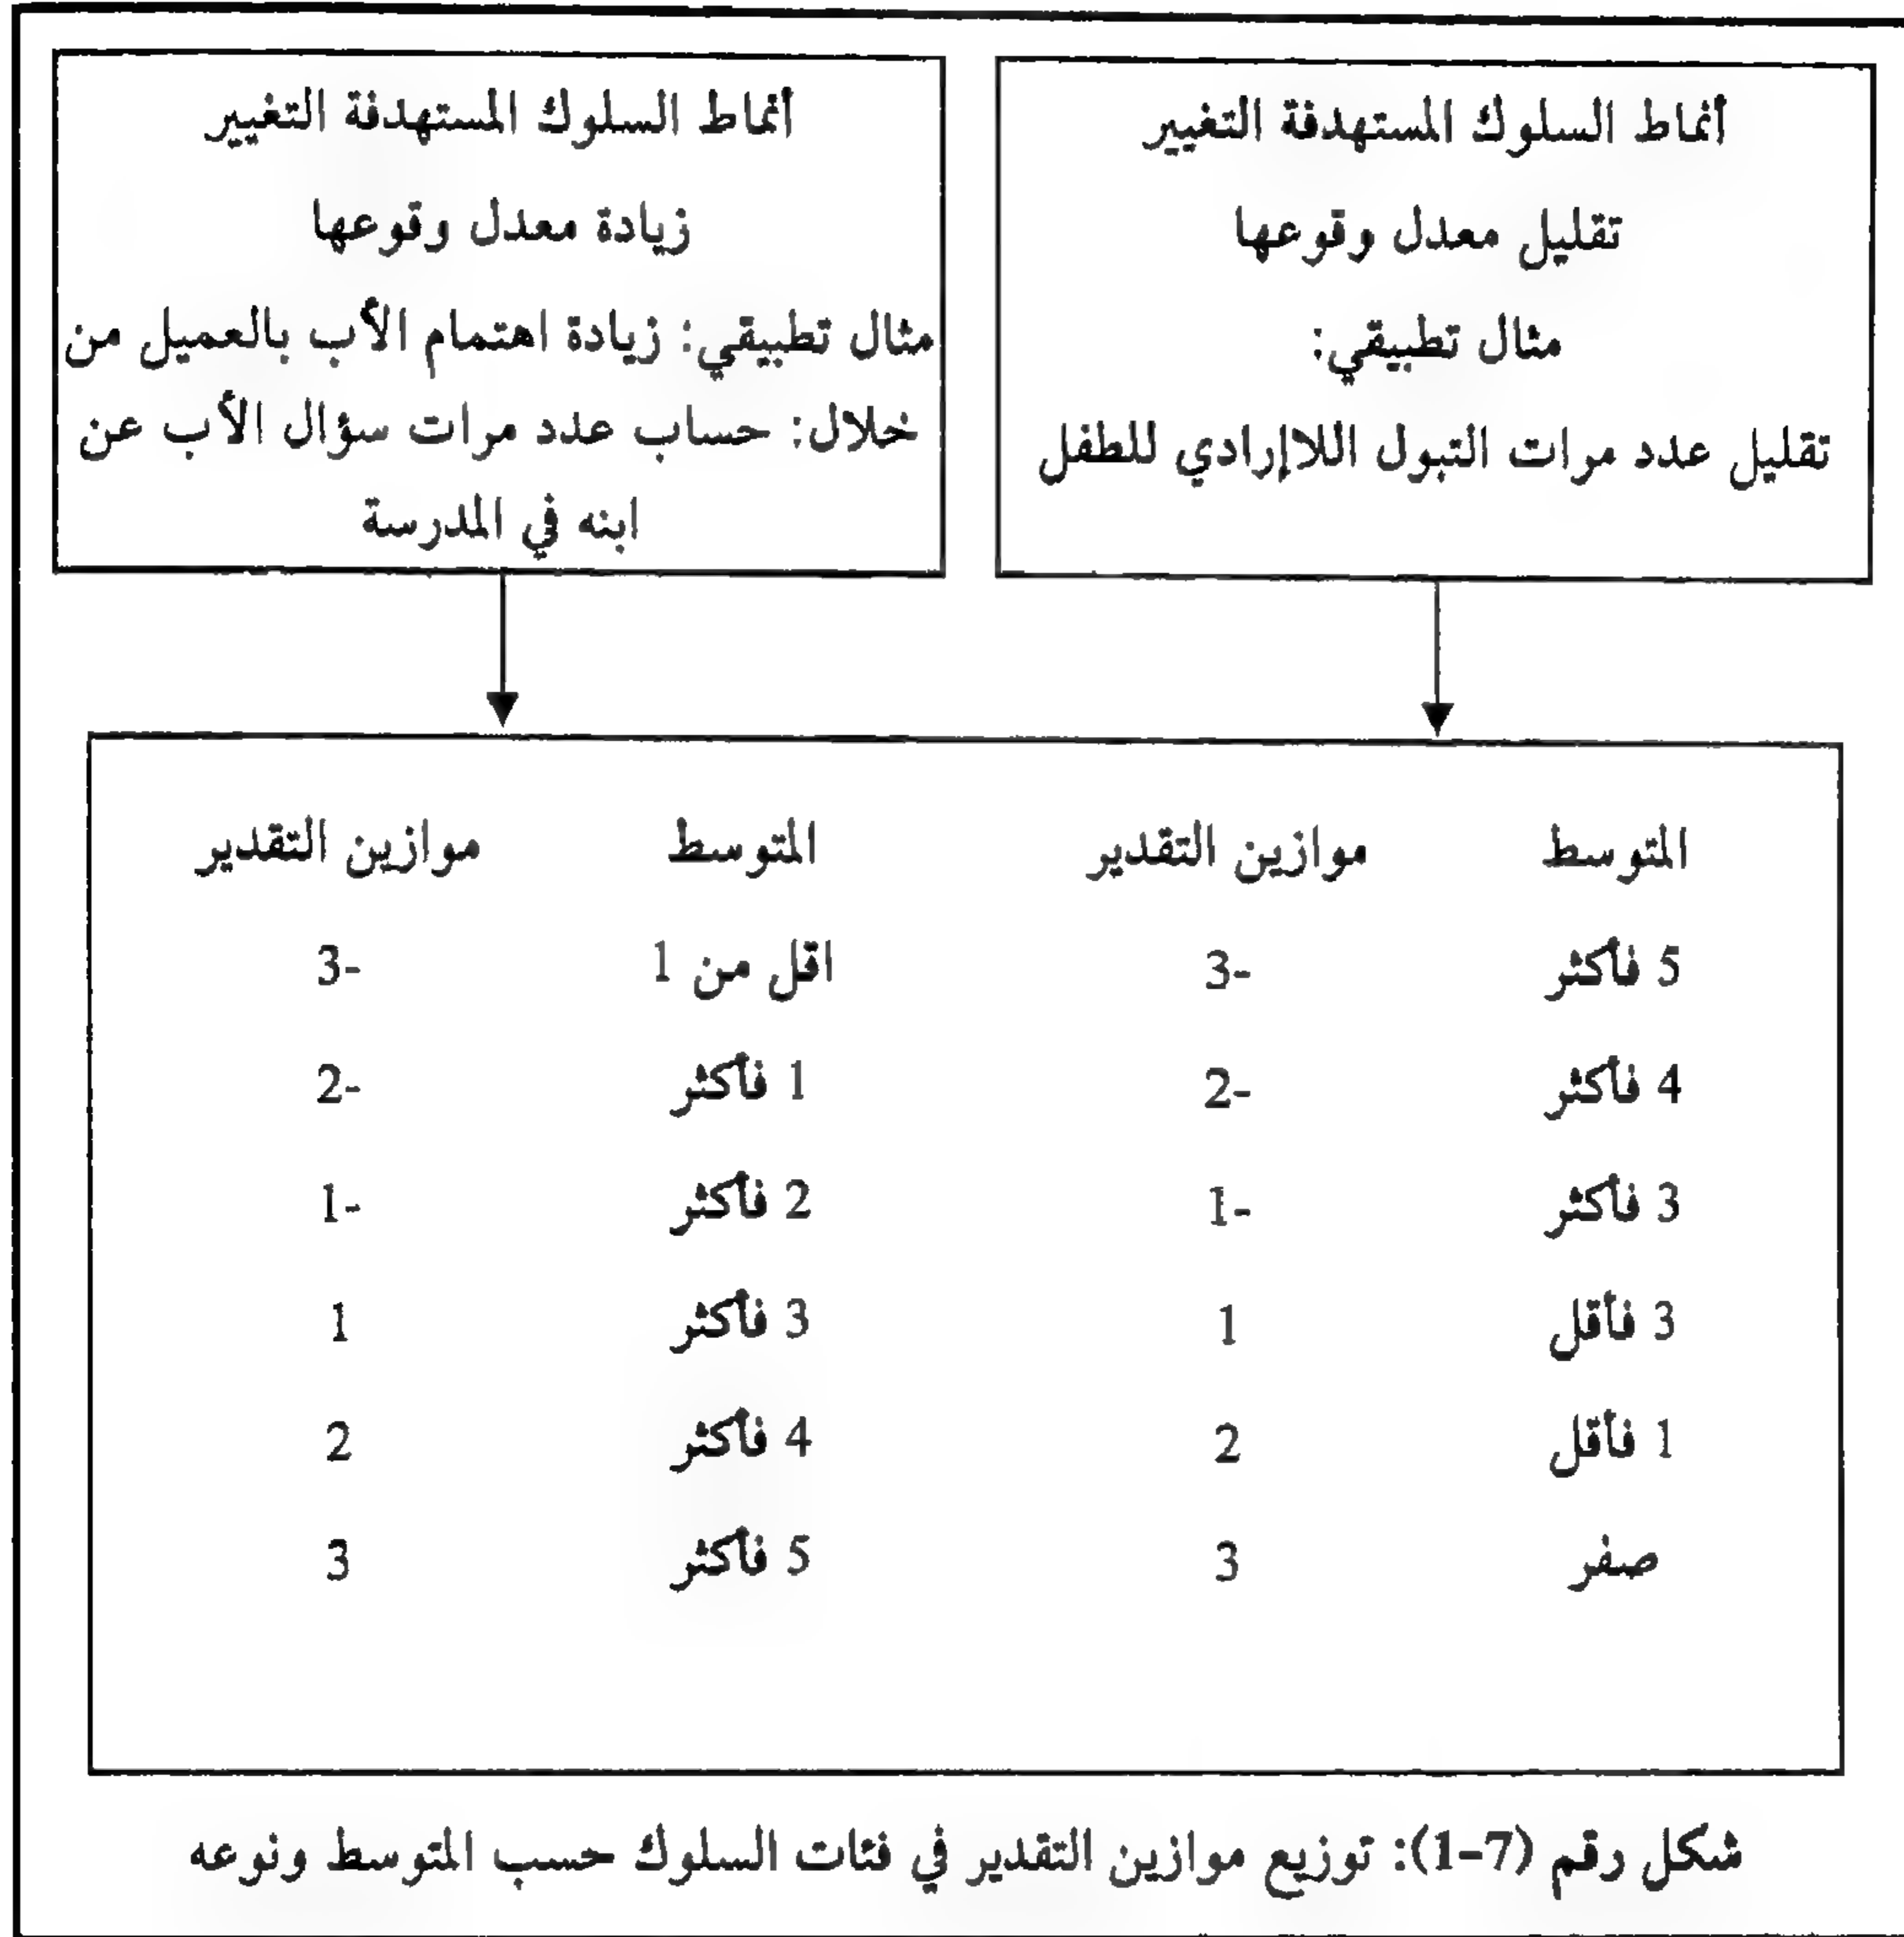 أنماط السلوك المستهدفة التغيير
تقليل معدل وقوعها
مثال تطبيقي:
تقليل عدد مرات التبول اللاإرادي للطفل
أنماط السلوك المستهدفة التغيير
زيادة معدل وقوعها
مثال تطبيقي: زيادة اهتمام الأب بالعميل من
خلال: حساب عدد مرات سؤال الأب عن
ابنه في المدرسة
المتوسط موازين التقدير المتوسط موازين التقدير
5 فأكثر -3 اقل من 1 -3
4 فأكثر -2 1 فأكثر -2
3 فأكثر -1 2 فأكثر -1
3 فأقل 1 3 فأكثر 1
1 فأقل 2 4 فأكثر 2
صفر 3 5 فأكثر 3
شكل رقم (7-1): توزيع موازين التقدير في فئات السلوك حسب المتوسط ونوعه